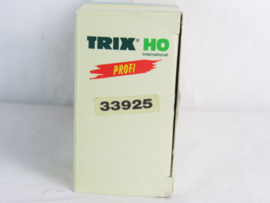 TRIX® HO
international
PROFI
33925